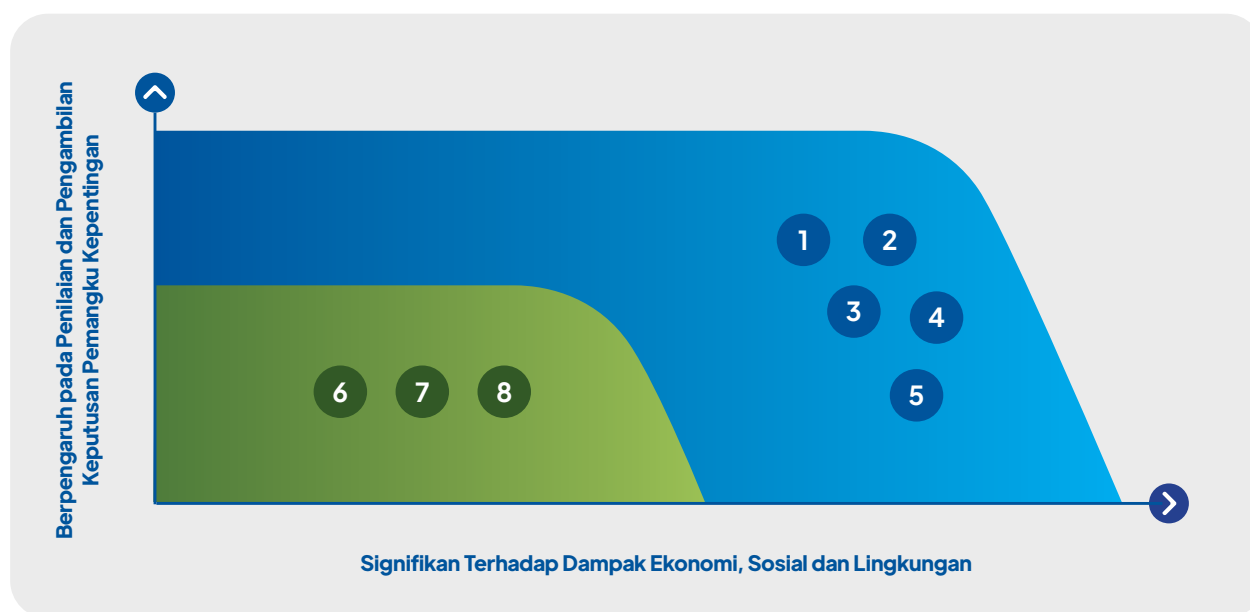 Berpengaruh pada Penilaian dan Pengambilan
Keputusan Pemangku Kepentingan
1 2
3 4
5
6 7 8
Signifikan Terhadap Dampak Ekonomi, Sosial dan Lingkungan